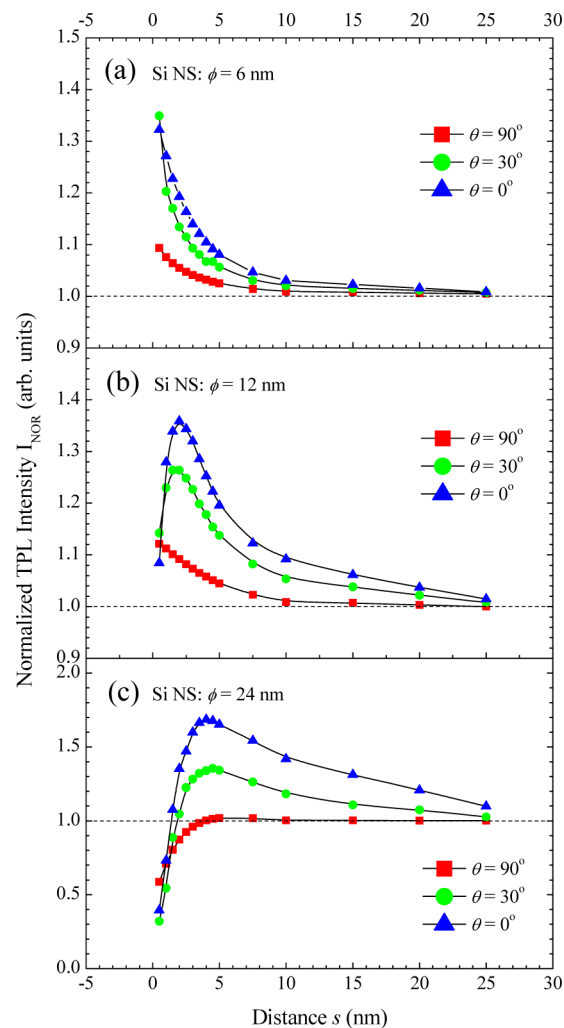 -5 0 5 10 15 20 25 30
1.5
(a) Si NS: ϕ = 6 nm
1.4
θ = 90°
1.3
θ = 30°
1.2
θ = 0°
1.1
1.0
0.9
(b) Si NS: ϕ = 12 nm
1.4
θ = 90°
1.3
θ = 30°
1.2
θ = 0°
1.1
1.0
0.9
Normalized TPL Intensity I_NOR (arb. units)
2.0
(c) Si NS: ϕ = 24 nm
1.5
1.0
θ = 90°
0.5
θ = 30°
θ = 0°
0.0
-5 0 5 10 15 20 25 30
Distance s (nm)